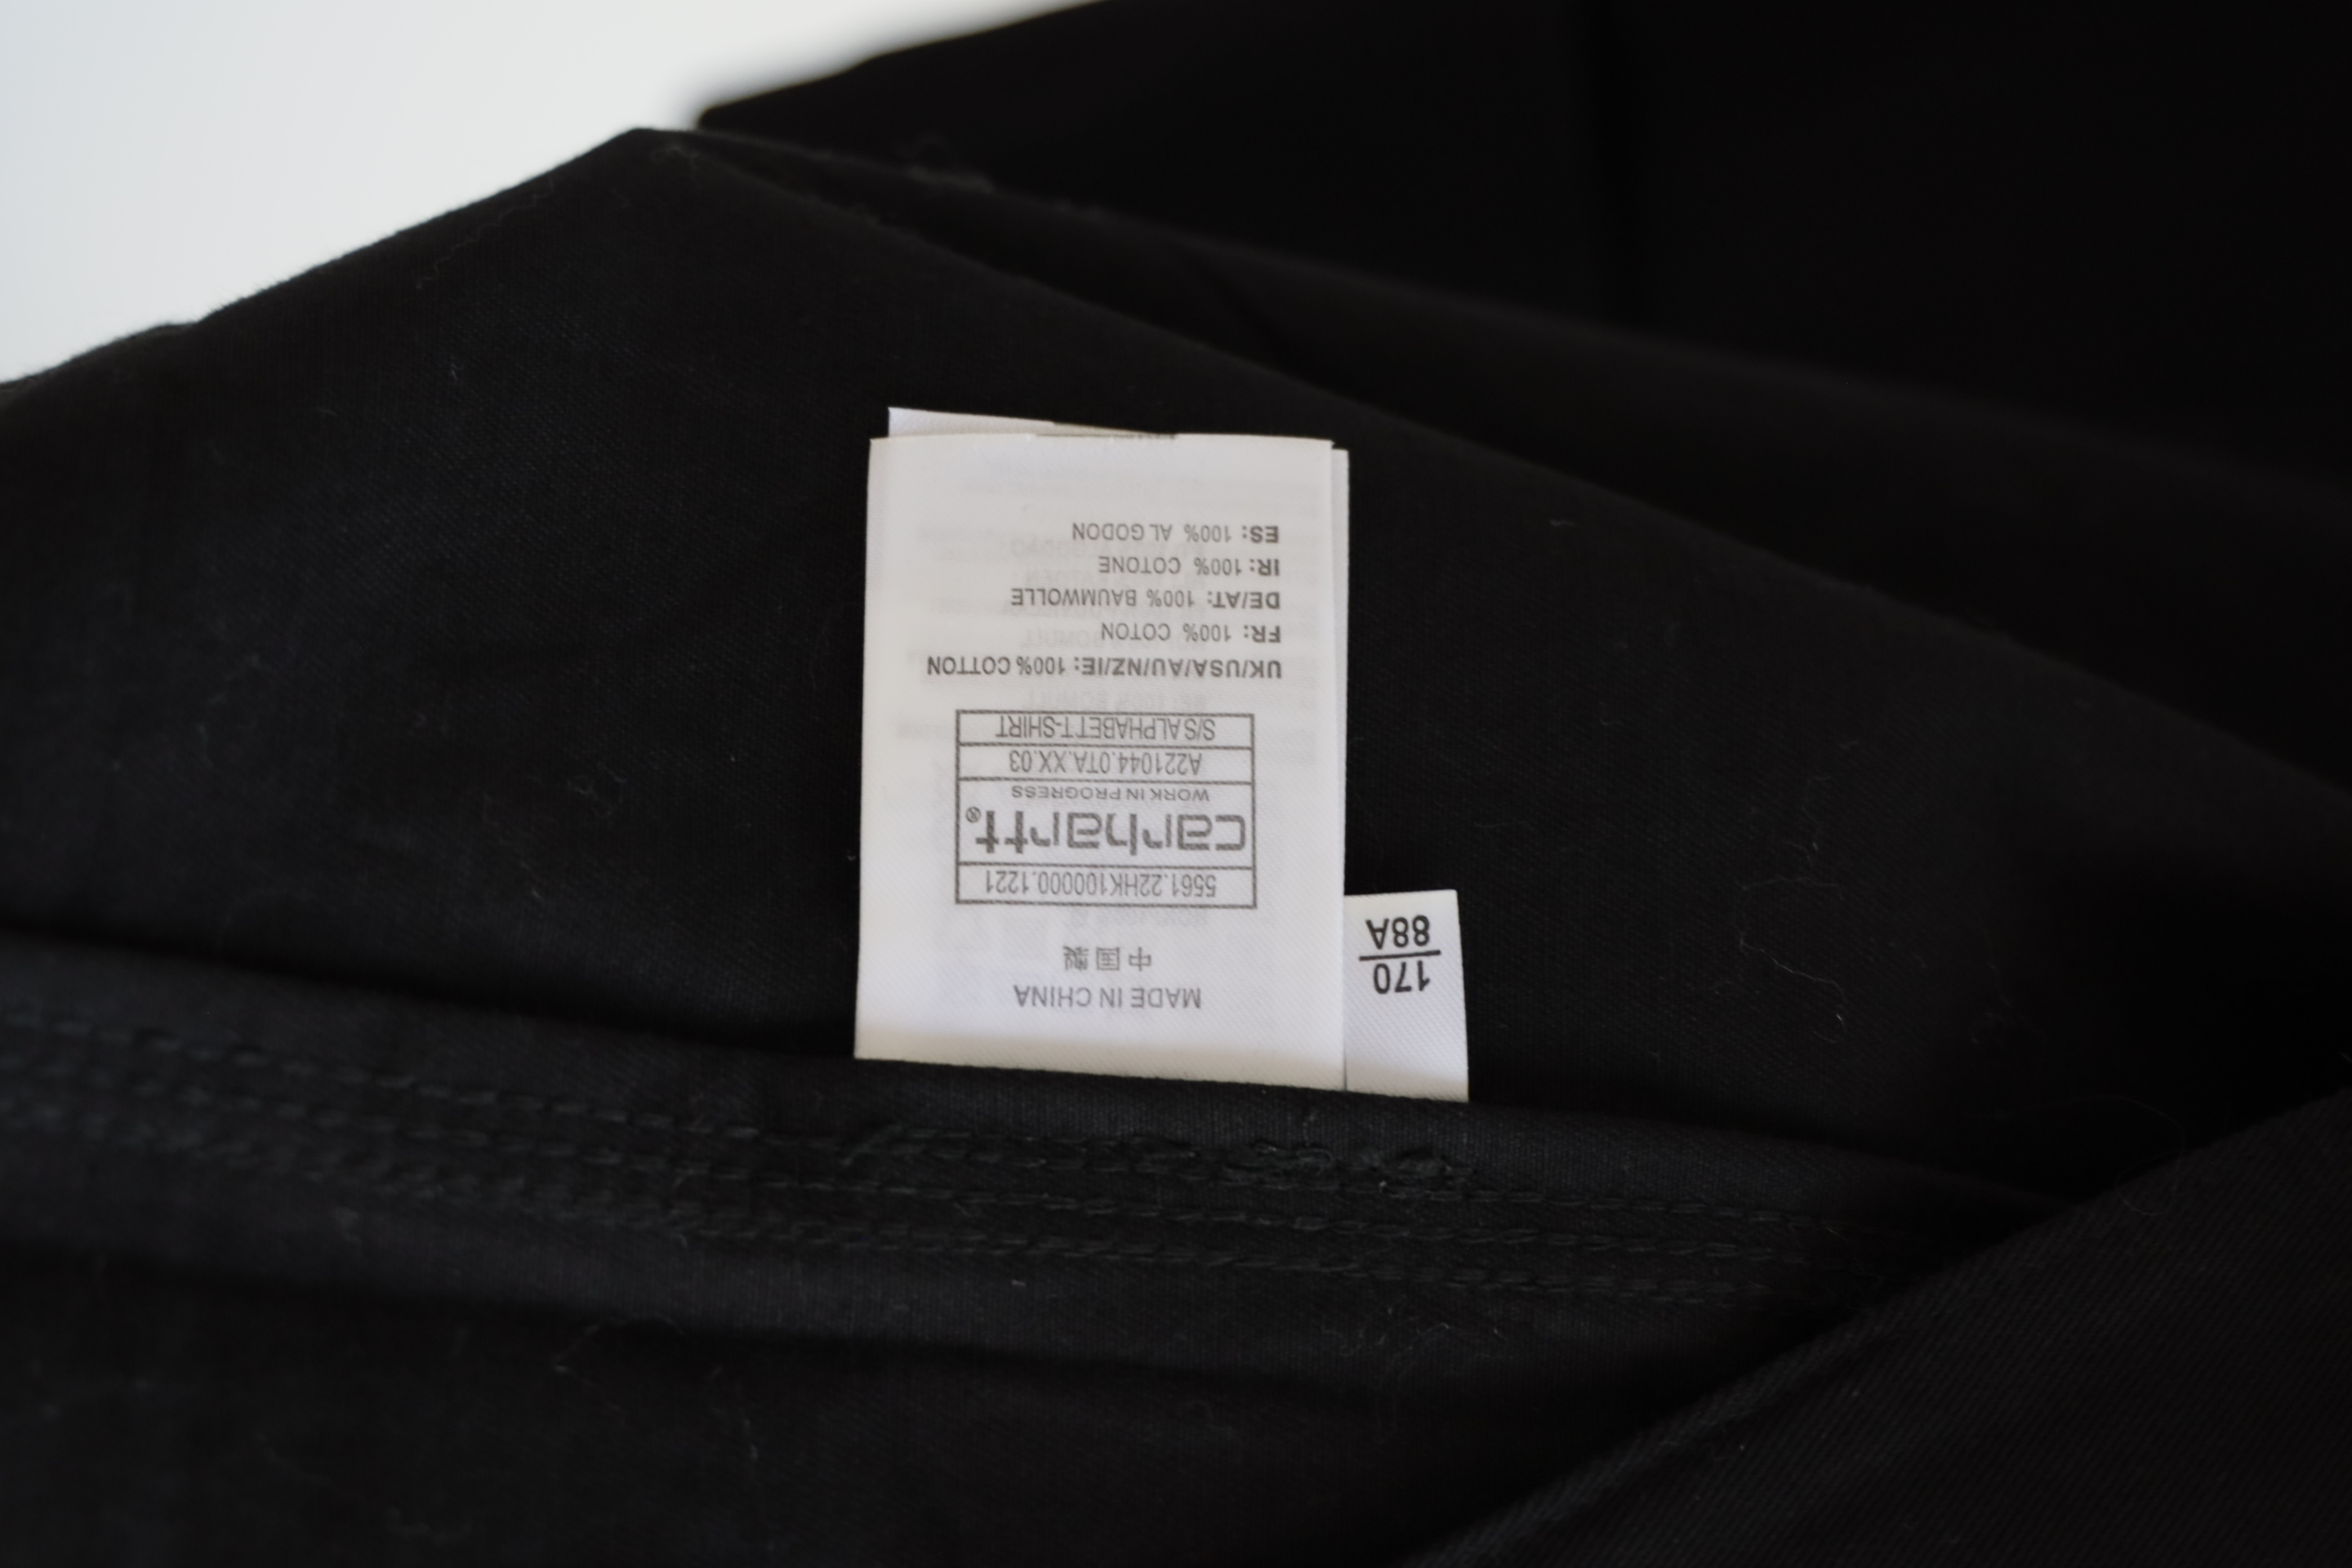 MADE IN CHINA
中国製
5561.22HK100000.1221
carhartt®
WORK IN PROGRESS
A221044.0TA.XX.03
S/S ALPHABET T-SHIRT
UK/USA/AU/NZ/IE: 100% COTTON
FR: 100% COTON
DE/AT: 100% BAUMWOLLE
IR: 100% COTONE
ES: 100% ALGODON
170
88A